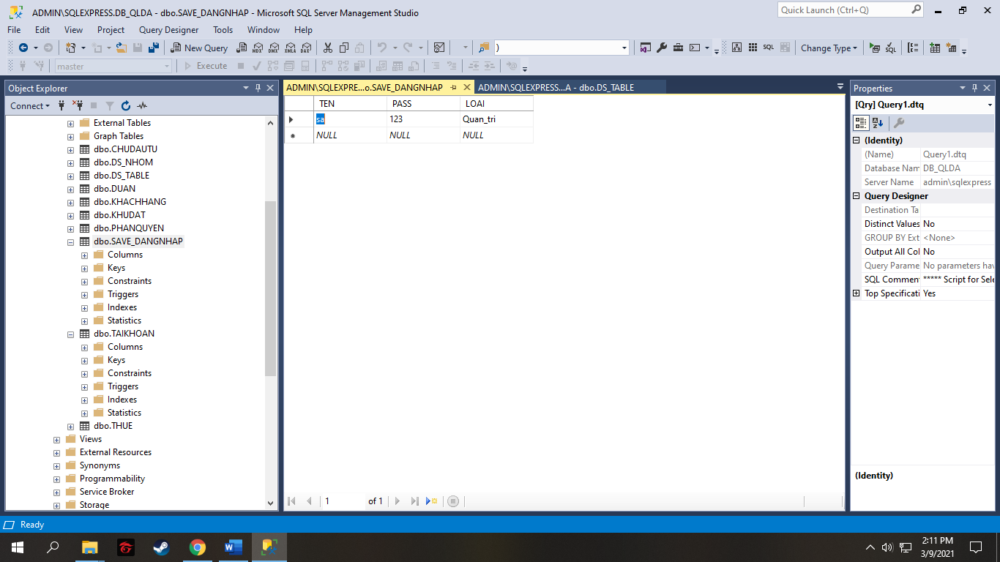 ADMIN\SQLEXPRESS.DB_QLDA - dbo.SAVE_DANGNHAP - Microsoft SQL Server Management Studio
Quick Launch (Ctrl+Q)
File Edit View Project Query Designer Tools Window Help
New Query MDX DMX XMLA DAX ) SQL Change Type SQL
master Execute
Object Explorer
Connect
External Tables
Graph Tables
dbo.CHUDAUTU
dbo.DS_NHOM
dbo.DS_TABLE
dbo.DUAN
dbo.KHACHHANG
dbo.KHUDAT
dbo.PHANQUYEN
dbo.SAVE_DANGNHAP
Columns
Keys
Constraints
Triggers
Indexes
Statistics
dbo.TAIKHOAN
Columns
Keys
Constraints
Triggers
Indexes
Statistics
dbo.THUE
Views
External Resources
Synonyms
Programmability
Service Broker
Storage
ADMIN\SQLEXPRE...o.SAVE_DANGNHAP ADMIN\SQLEXPRESS...A - dbo.DS_TABLE
TEN PASS LOAI
sa 123 Quan_tri
NULL NULL NULL
1 of 1
Properties
[Qry] Query1.dtq
(Identity)
(Name) Query1.dtq
Database Nam DB_QLDA
Server Name admin\sqlexpress
Query Designer
Destination Ta
Distinct Values No
GROUP BY Ext <None>
Output All Col No
Query Parame No parameters hav
SQL Comment ***** Script for Sele
Top Specificati Yes
(Identity)
Ready
2:11 PM
3/9/2021